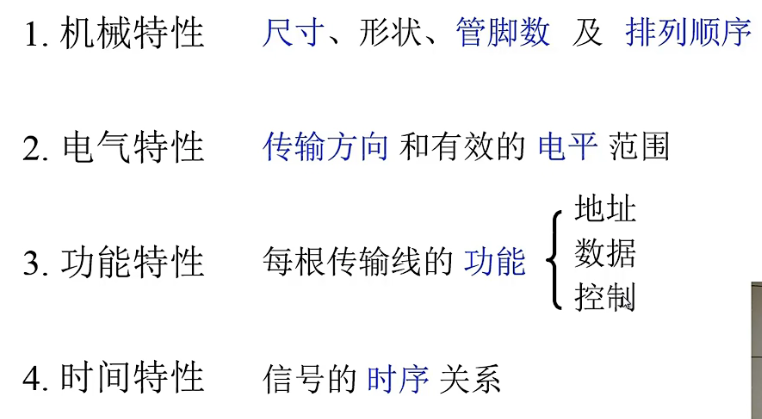 1. 机械特性 尺寸、形状、管脚数 及 排列顺序
2. 电气特性 传输方向 和有效的 电平 范围
3. 功能特性 每根传输线的 功能
地址
数据
控制
4. 时间特性 信号的 时序 关系